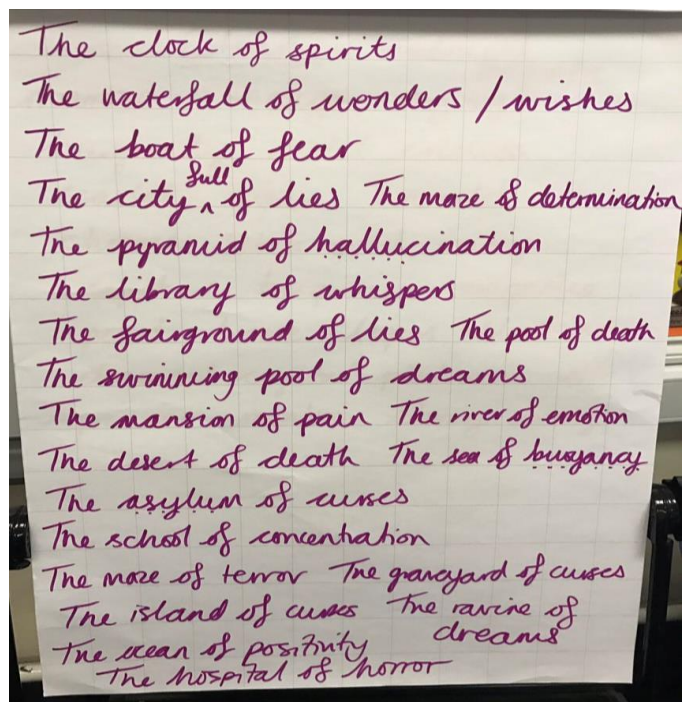 The clock of spirits
The waterfall of wonders / wishes
The boat of fear
The city full of lies The maze of determination
The pyramid of hallucination
The library of whispers
The fairground of lies The pool of death
The swimming pool of dreams
The mansion of pain The river of emotion
The desert of death The sea of buoyancy
The asylum of curses
The school of concentration
The maze of terror The graveyard of curses
The island of curses The ravine of dreams
The ocean of positivity
The hospital of horror